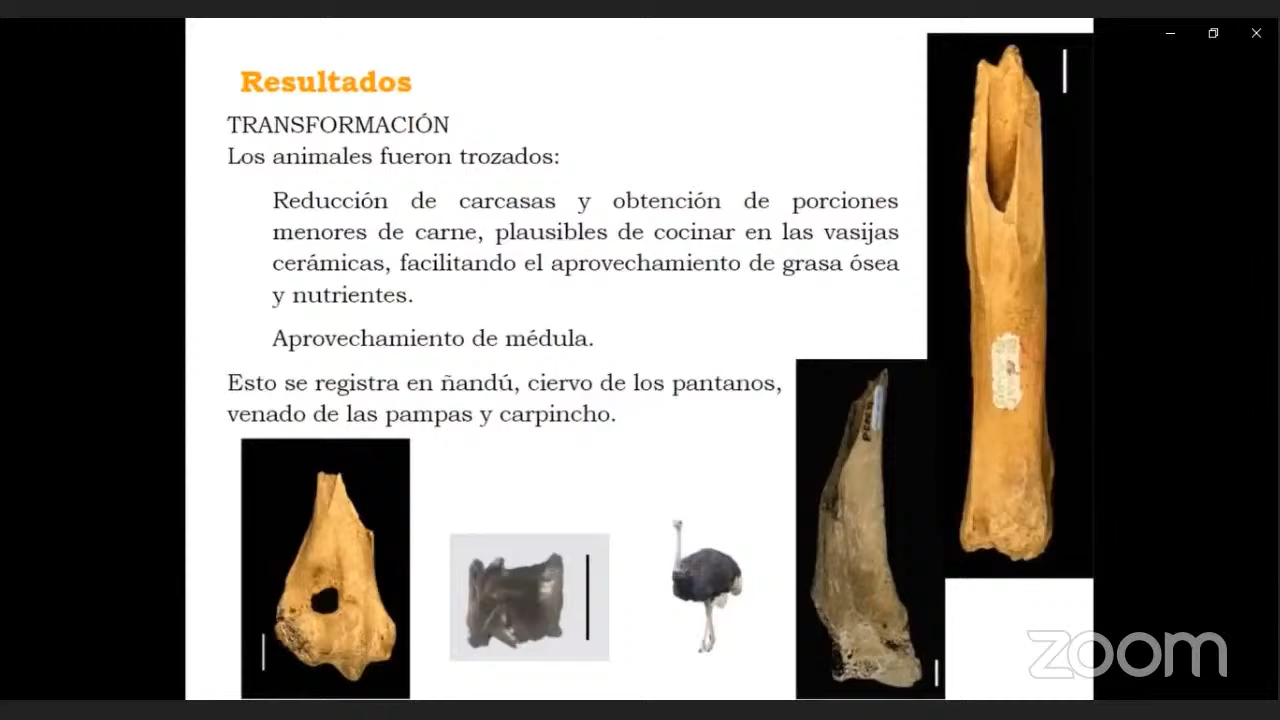 Resultados
TRANSFORMACIÓN
Los animales fueron trozados:
Reducción de carcasas y obtención de porciones
menores de carne, plausibles de cocinar en las vasijas
cerámicas, facilitando el aprovechamiento de grasa ósea
y nutrientes.
Aprovechamiento de médula.
Esto se registra en ñandú, ciervo de los pantanos,
venado de las pampas y carpincho.
zoom